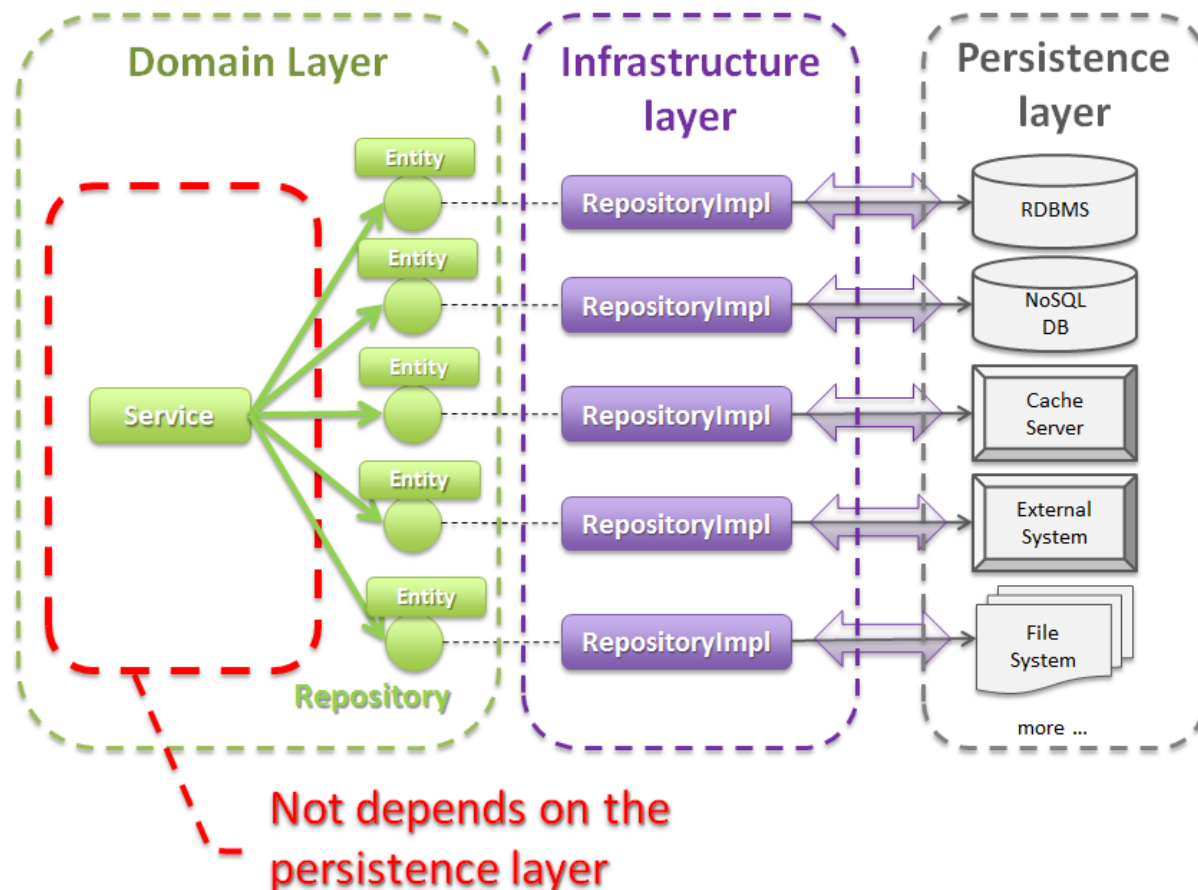 Domain Layer
Infrastructure
layer
Persistence
layer
Entity
RepositoryImpl
RDBMS
Entity
RepositoryImpl
NoSQL
DB
Service
Entity
RepositoryImpl
Cache
Server
Entity
RepositoryImpl
External
System
Entity
RepositoryImpl
File
System
Repository
more ...
Not depends on the
persistence layer